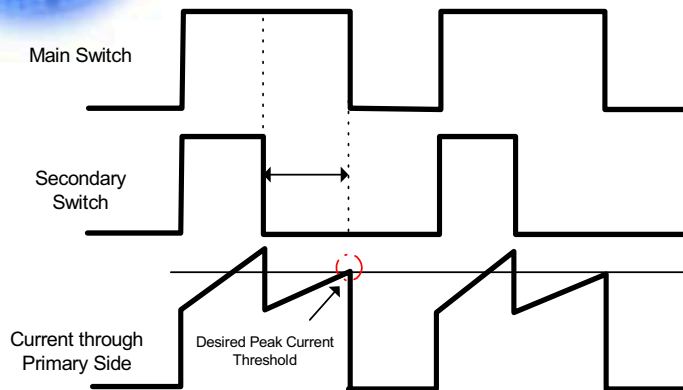 Main Switch
Secondary
Switch
Current through
Primary Side
Desired Peak Current
Threshold